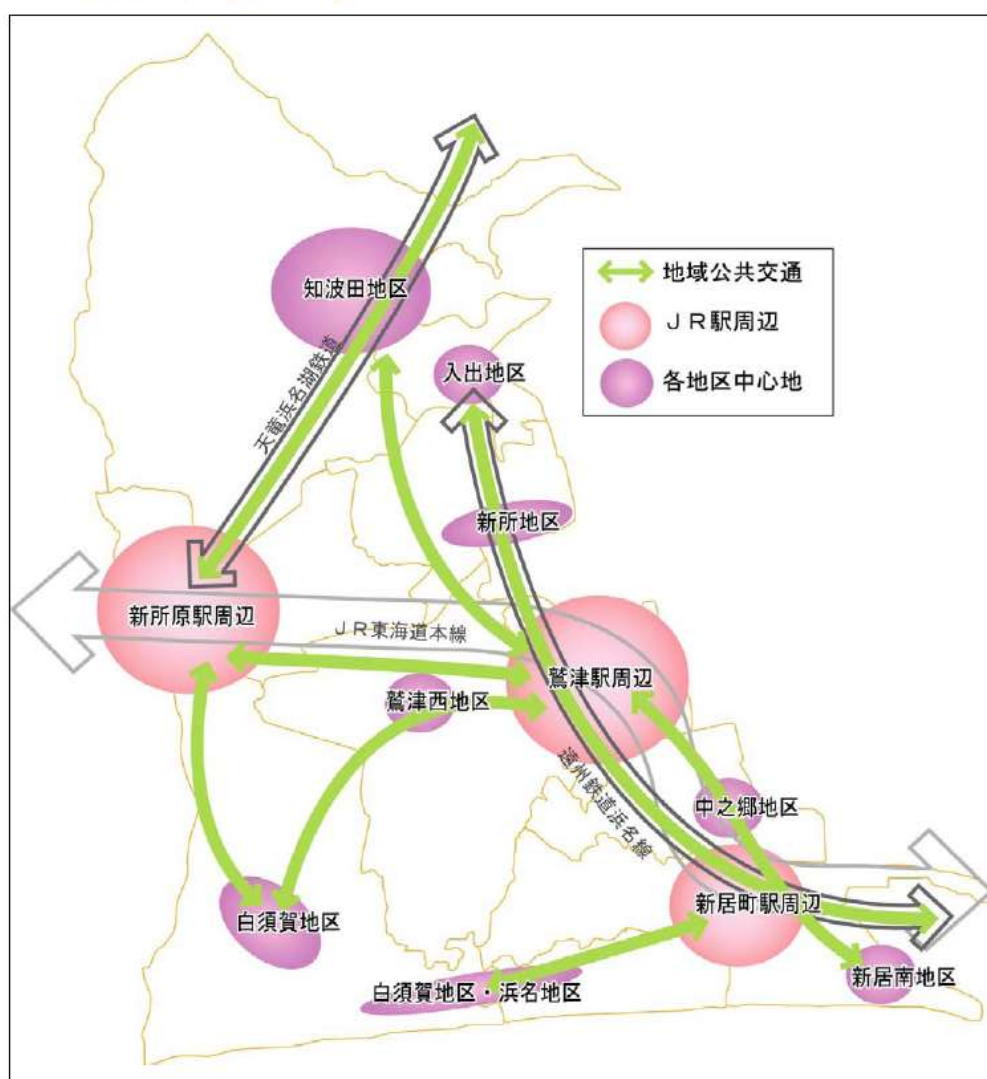 知波田地区
地域公共交通
JR駅周辺
各地区中心地
入出地区
天竜浜名湖鉄道
新所地区
新所原駅周辺
JR東海道本線
鷲津駅周辺
鷲津西地区
遠州鉄道浜名線
中之郷地区
新居町駅周辺
白須賀地区
白須賀地区・浜名地区
新居南地区